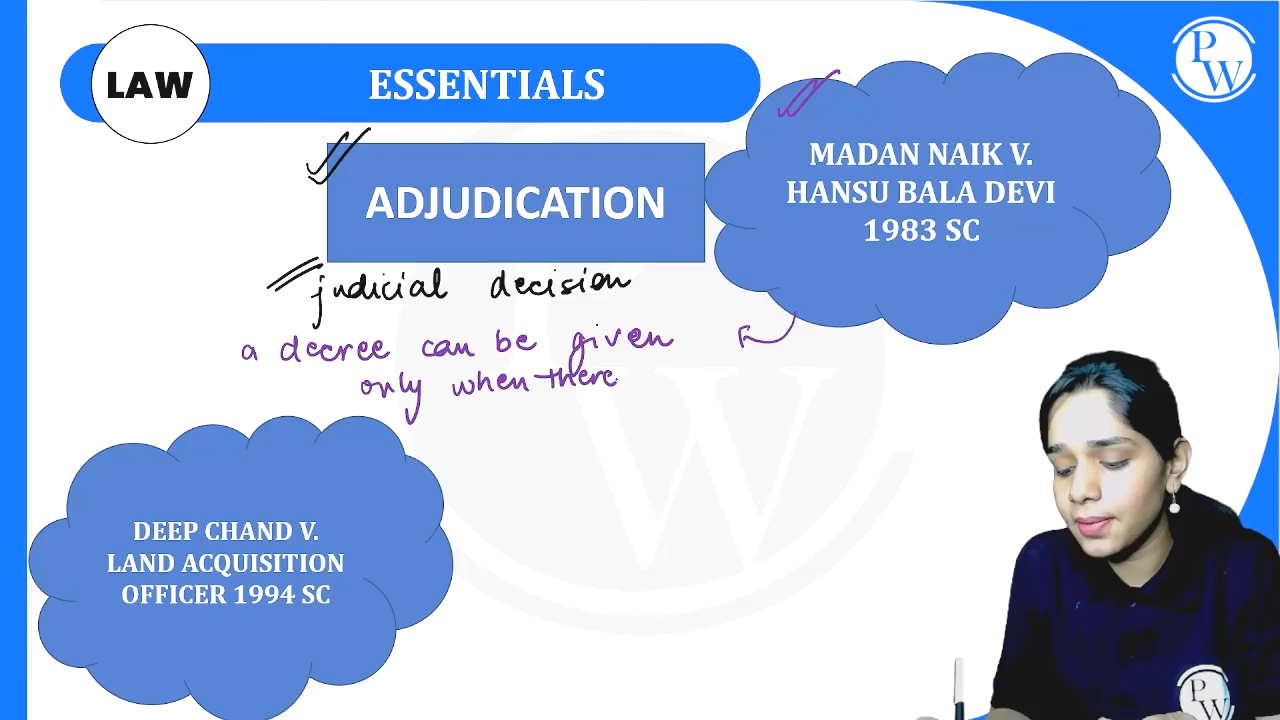 LAW
ESSENTIALS
PW
ADJUDICATION
MADAN NAIK V.
HANSU BALA DEVI
1983 SC
judicial decision
a decree can be given
only when there
DEEP CHAND V.
LAND ACQUISITION
OFFICER 1994 SC
W
PW